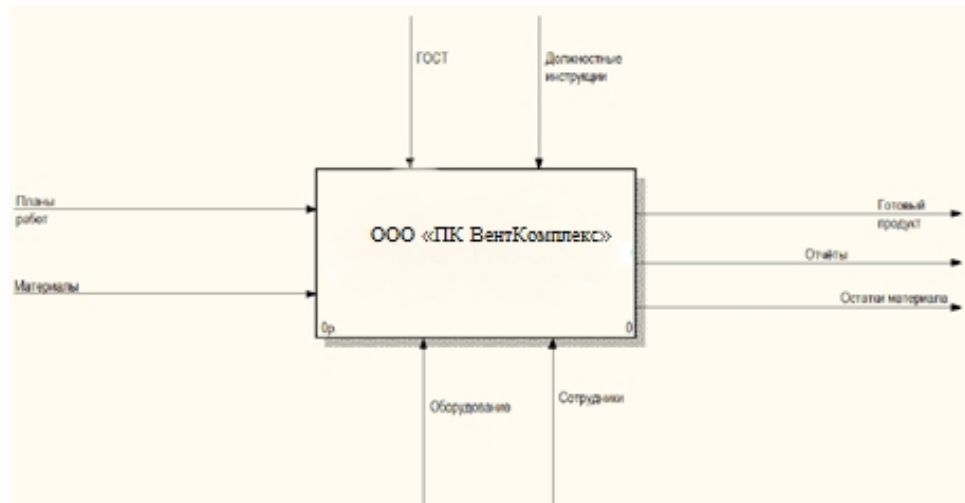 ГОСТ
Должностные
инструкции
Планы
работ
ООО «ПК ВентКомплекс»
Готовый
продукт
Отчёты
Материалы
Остатки материала
0р.
0
Оборудование
Сотрудники